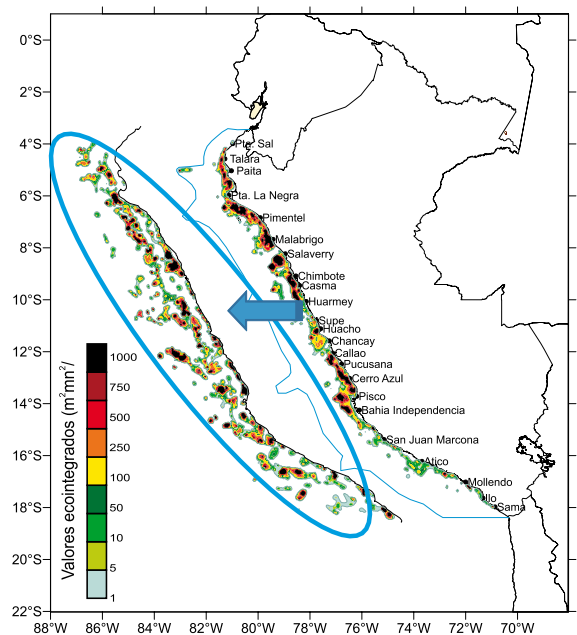 0°S
2°S
4°S
6°S
8°S
10°S
12°S
14°S
16°S
18°S
20°S
22°S
Pta. Sal
Talara
Paita
Pta. La Negra
Pimentel
Malabrigo
Salaverry
Chimbote
Casma
Huarmey
Supe
Huacho
Chancay
Callao
Pucusana
Cerro Azul
Pisco
Bahia Independencia
San Juan Marcona
Atico
Mollendo
Ilo
Sama
Valores ecointegrados (m²mn²/
1000
750
500
250
100
50
10
5
1
88°W
86°W
84°W
82°W
80°W
78°W
76°W
74°W
72°W
70°W